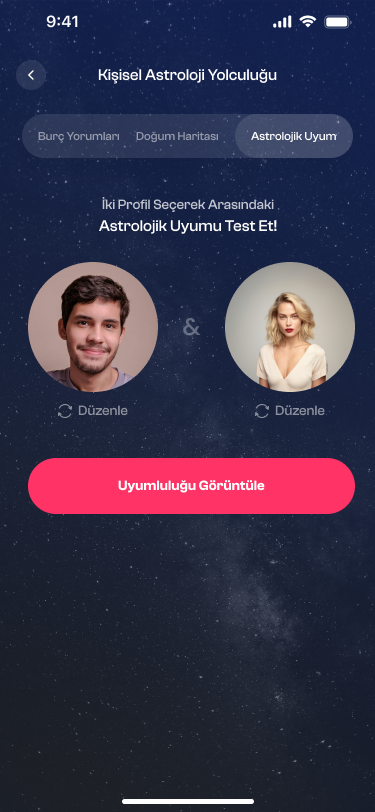 9:41
Kişisel Astroloji Yolculuğu
Burç Yorumları Doğum Haritası Astrolojik Uyum
İki Profil Seçerek Arasındaki
Astrolojik Uyumu Test Et!
&
Düzenle Düzenle
Uyumluluğu Görüntüle